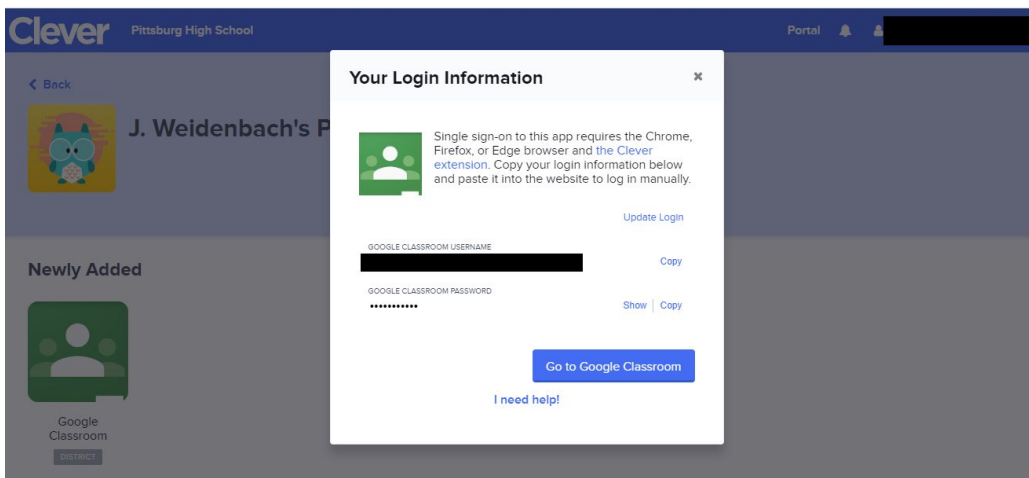 Clever Pittsburg High School Portal
Back
J. Weidenbach's P
Newly Added
Google
Classroom
DISTRICT
Your Login Information
Single sign-on to this app requires the Chrome,
Firefox, or Edge browser and the Clever
extension. Copy your login information below
and paste it into the website to log in manually.
Update Login
GOOGLE CLASSROOM USERNAME
Copy
GOOGLE CLASSROOM PASSWORD
••••••••••• Show Copy
Go to Google Classroom
I need help!